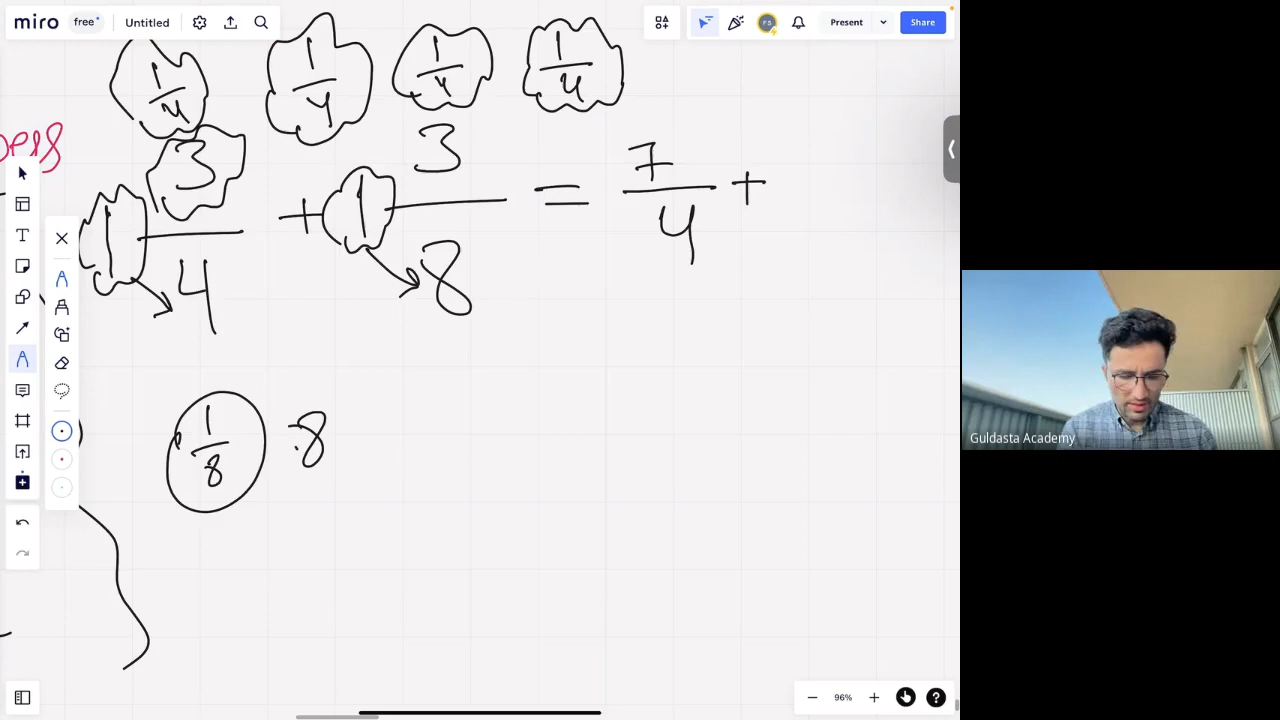 miro free Untitled Present Share
1/4 1/4 1/4 1/4
1 3/4 + 1 3/8 = 7/4 +
1/8 :8
Guldasta Academy
96%